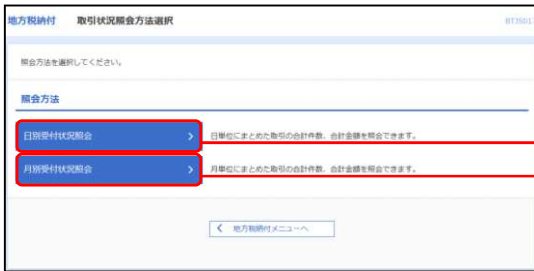 地方税納付 取引状況照会方法選択 BTJS01
照会方法を選択してください。
照会方法
日別受付状況照会 日単位にまとめた取引の合計件数、合計金額を照会できます。
月別受付状況照会 月単位にまとめた取引の合計件数、合計金額を照会できます。
地方税納付メニューへ